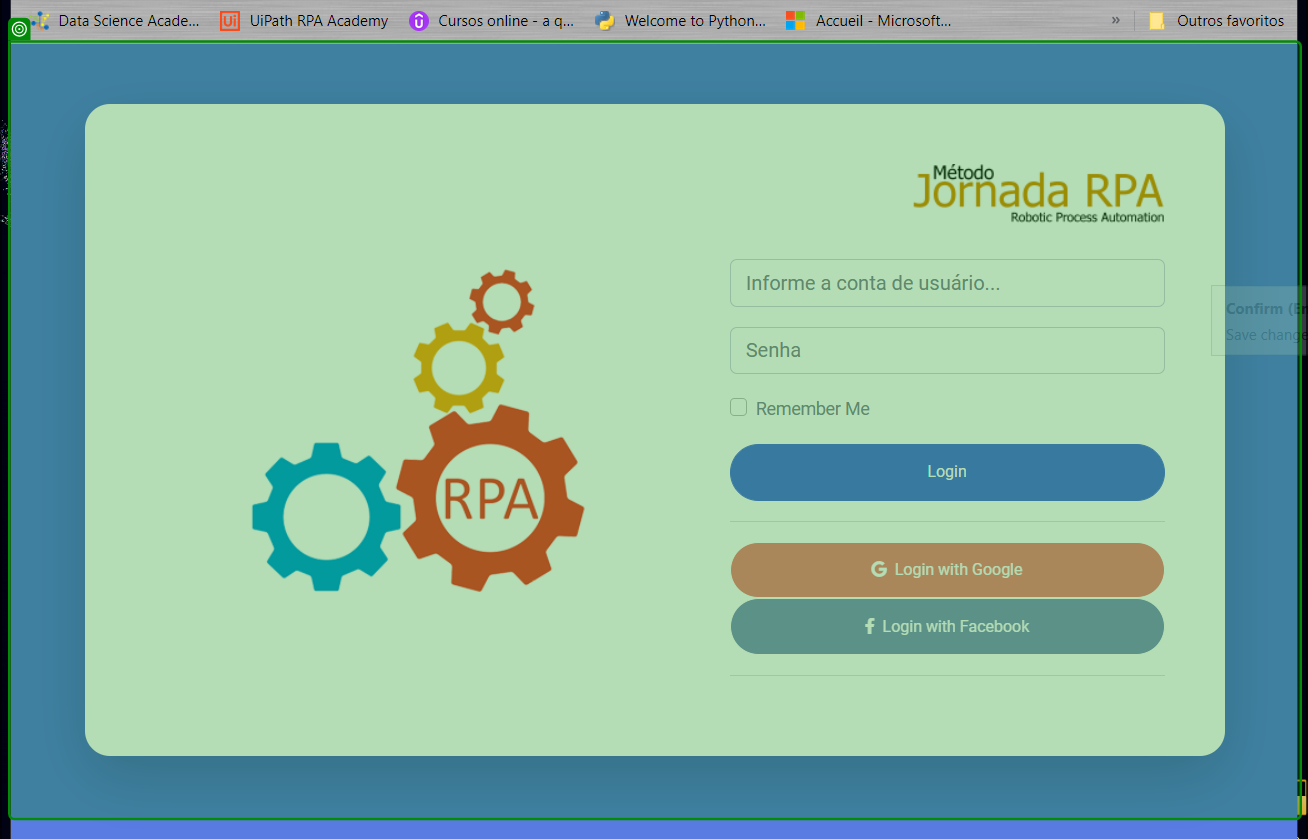 Data Science Acade...
UiPath RPA Academy
Cursos online - a q...
Welcome to Python...
Accueil - Microsoft...
»
Outros favoritos
Método
Jornada RPA
Robotic Process Automation
Informe a conta de usuário...
Confirm (En
Save change
Senha
Remember Me
RPA
Login
Login with Google
Login with Facebook